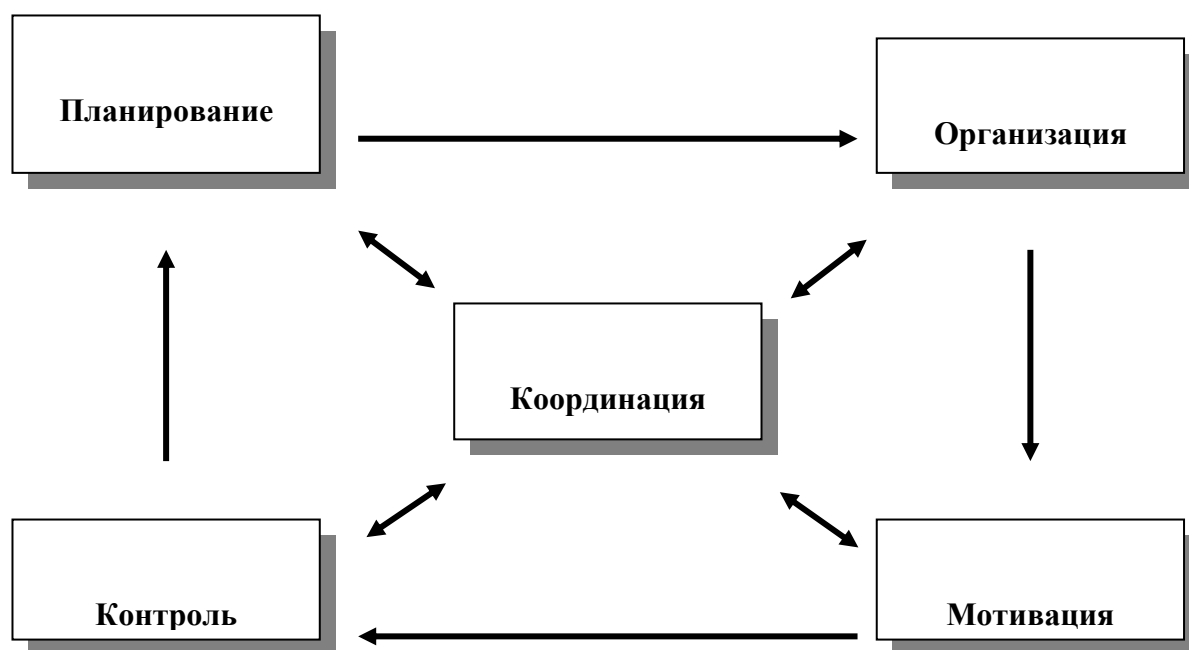 Планирование
Организация
Координация
Контроль
Мотивация